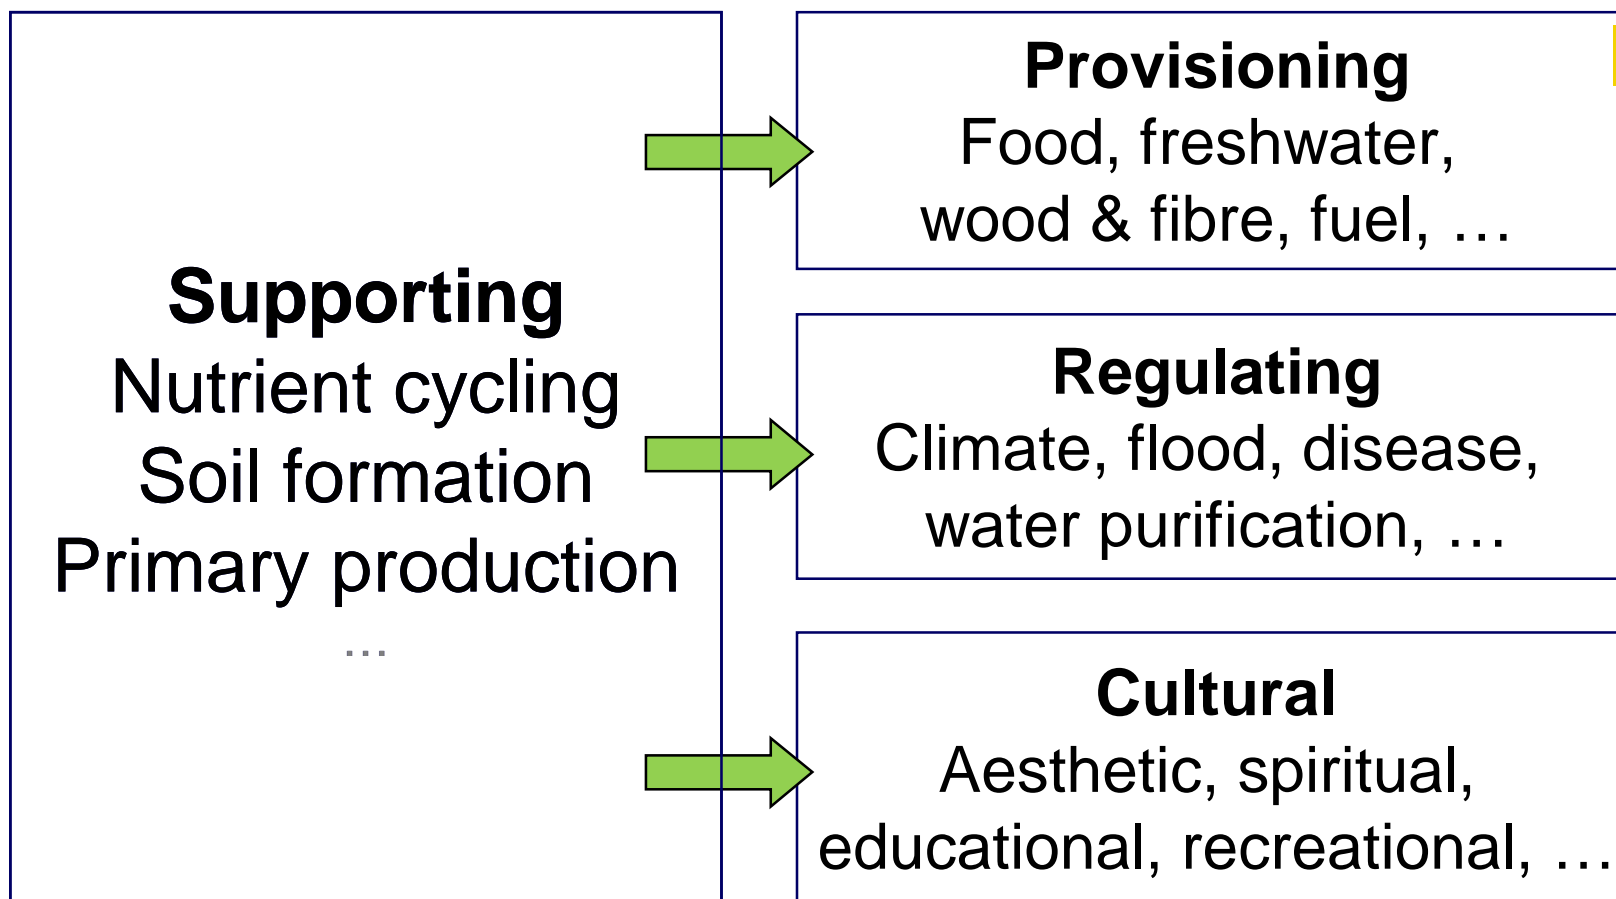 Supporting
Nutrient cycling
Soil formation
Primary production
...
Provisioning
Food, freshwater,
wood & fibre, fuel, …
Regulating
Climate, flood, disease,
water purification, …
Cultural
Aesthetic, spiritual,
educational, recreational, …